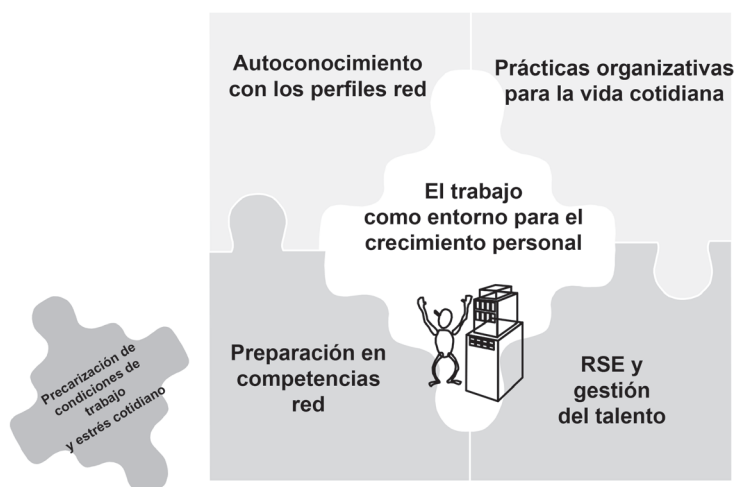 Autoconocimiento
con los perfiles red
Prácticas organizativas
para la vida cotidiana
El trabajo
como entorno para el
crecimiento personal
Preparación en
competencias
red
RSE y
gestión
del talento
Precarización de
condiciones de
trabajo
y estrés cotidiano